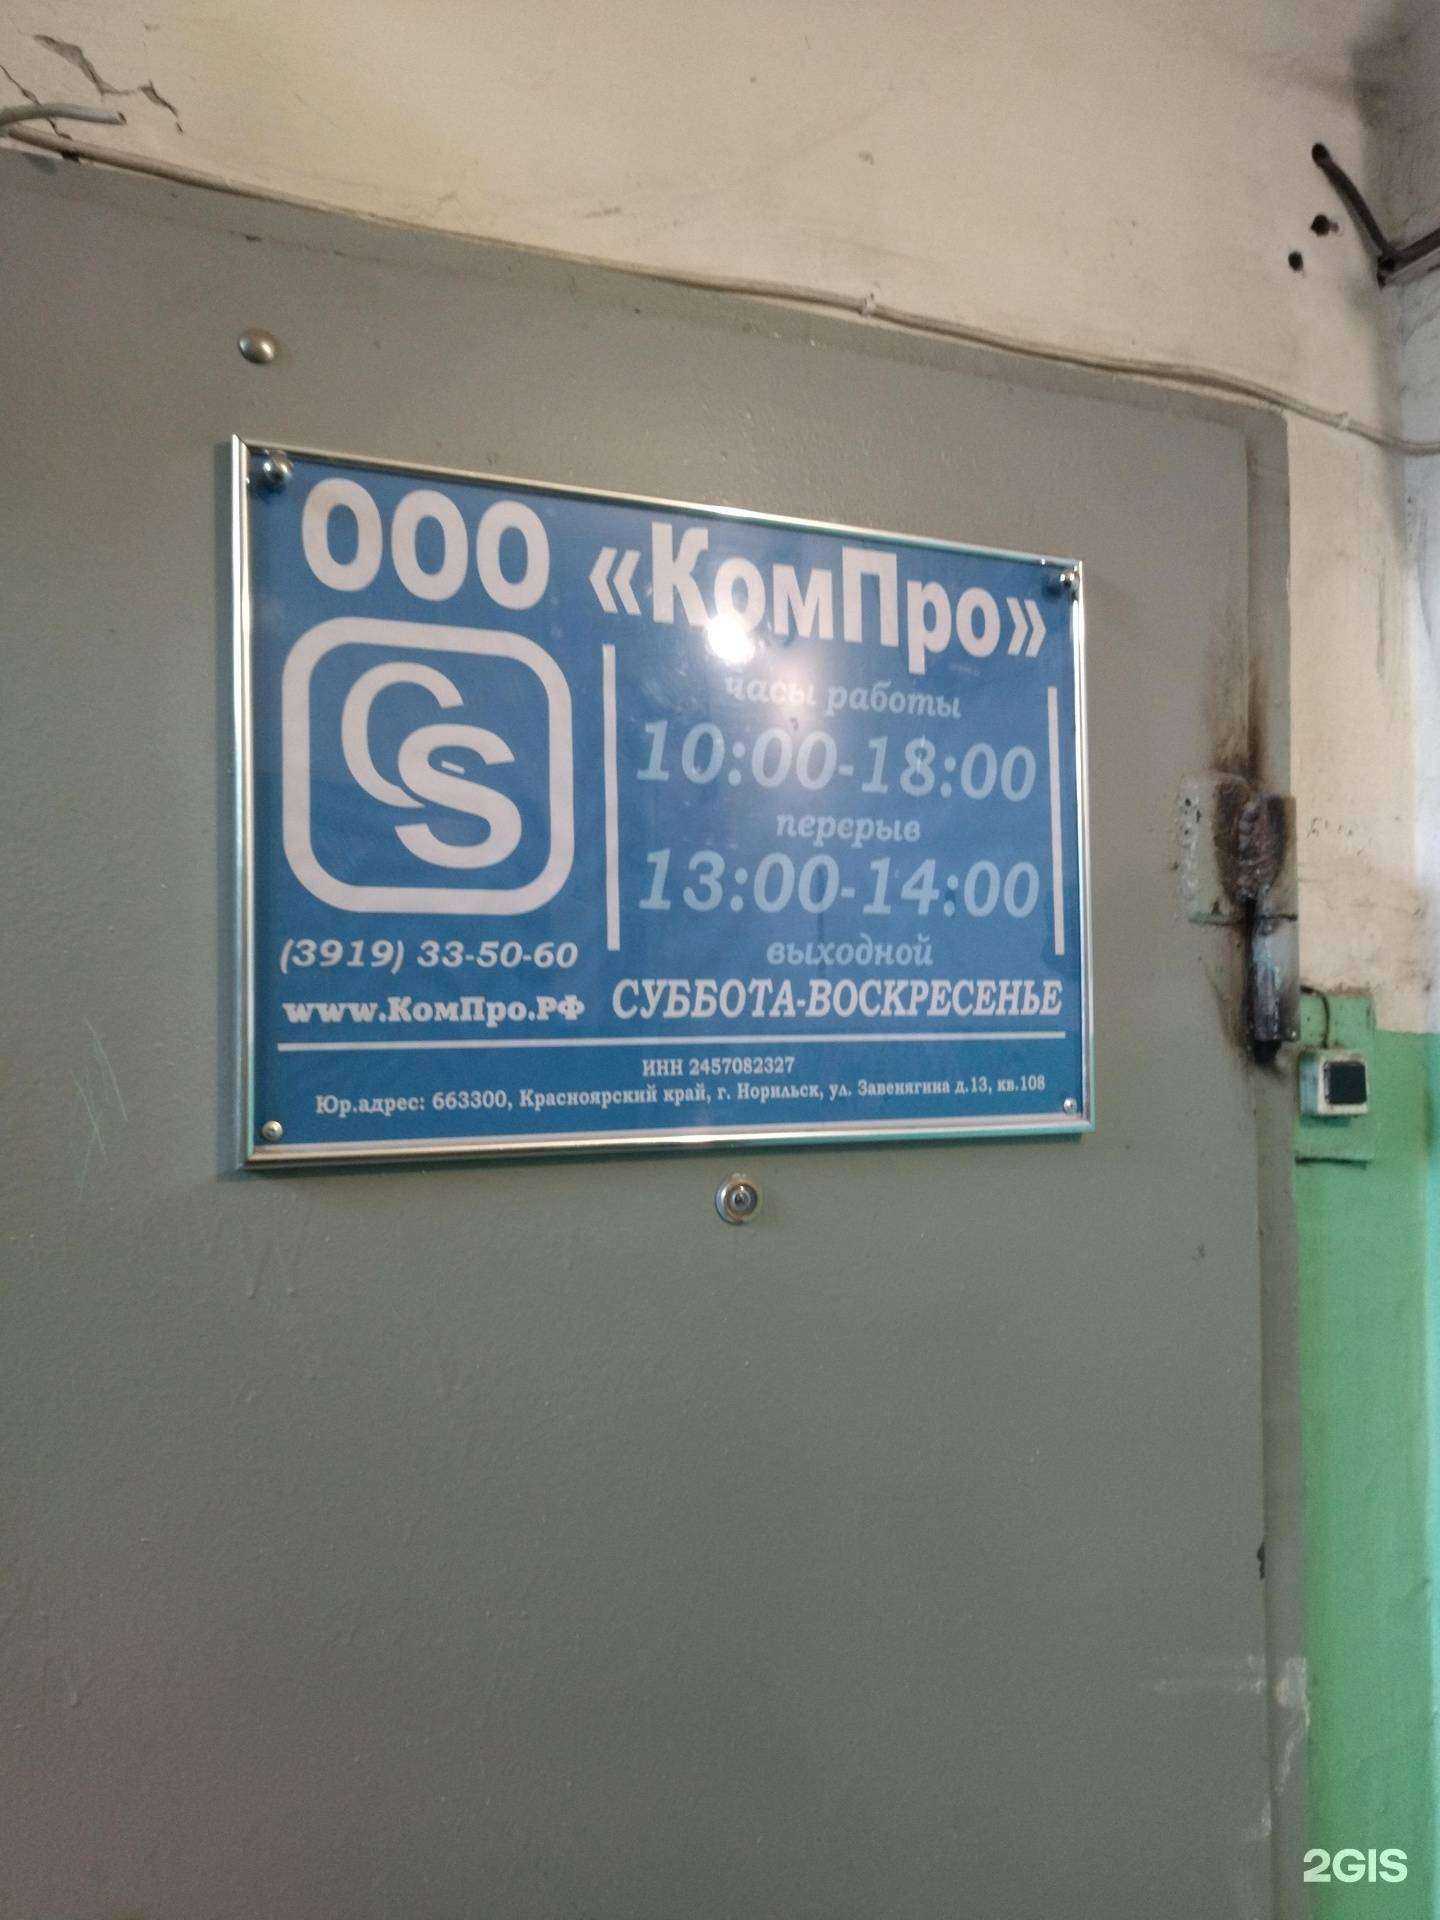 ООО «КомПро»
CS
часы работы
10:00-18:00
перерыв
13:00-14:00
выходной
СУББОТА-ВОСКРЕСЕНЬЕ
(3919) 33-50-60
www.КомПро.РФ
ИНН 2457082327
Юр.адрес: 663300, Красноярский край, г. Норильск, ул. Завенягина д.13, кв.108
2GIS